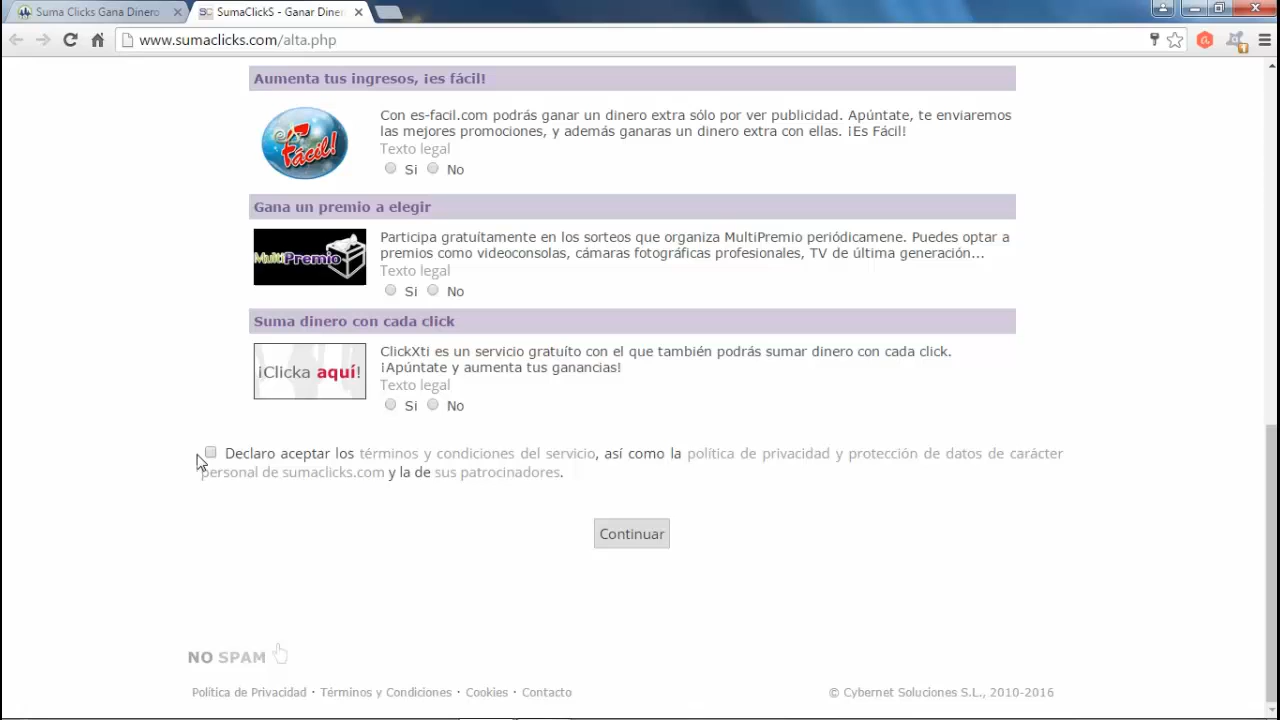 Suma Clicks Gana Dinero
SumaClickS - Ganar Diner
www.sumaclicks.com/alta.php
Aumenta tus ingresos, ¡es fácil!
es Fácil!
Con es-facil.com podrás ganar un dinero extra sólo por ver publicidad. Apúntate, te enviaremos
las mejores promociones, y además ganaras un dinero extra con ellas. ¡Es Fácil!
Texto legal
Si No
Gana un premio a elegir
MultiPremio
Participa gratuítamente en los sorteos que organiza MultiPremio periódicamene. Puedes optar a
premios como videoconsolas, cámaras fotográficas profesionales, TV de última generación...
Texto legal
Si No
Suma dinero con cada click
¡Clicka aquí!
ClickXti es un servicio gratuíto con el que también podrás sumar dinero con cada click.
¡Apúntate y aumenta tus ganancias!
Texto legal
Si No
Declaro aceptar los términos y condiciones del servicio, así como la política de privacidad y protección de datos de carácter
personal de sumaclicks.com y la de sus patrocinadores.
Continuar
NO SPAM
Política de Privacidad · Términos y Condiciones · Cookies · Contacto
© Cybernet Soluciones S.L., 2010-2016